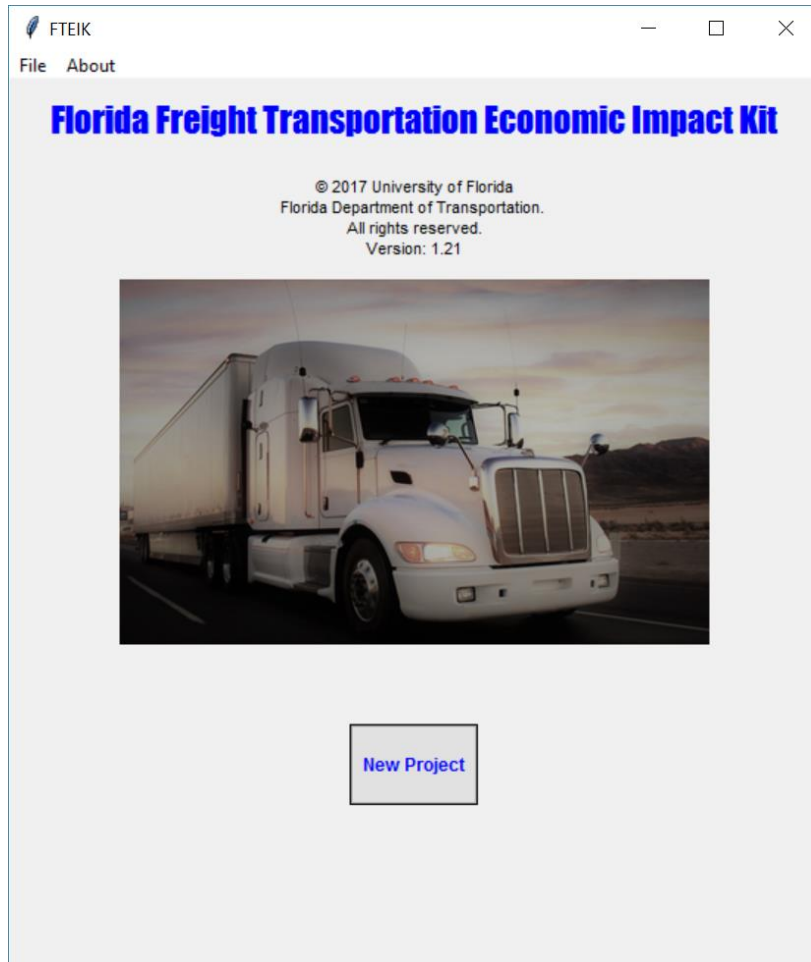 FTEIK
File About
Florida Freight Transportation Economic Impact Kit
© 2017 University of Florida
Florida Department of Transportation.
All rights reserved.
Version: 1.21
New Project